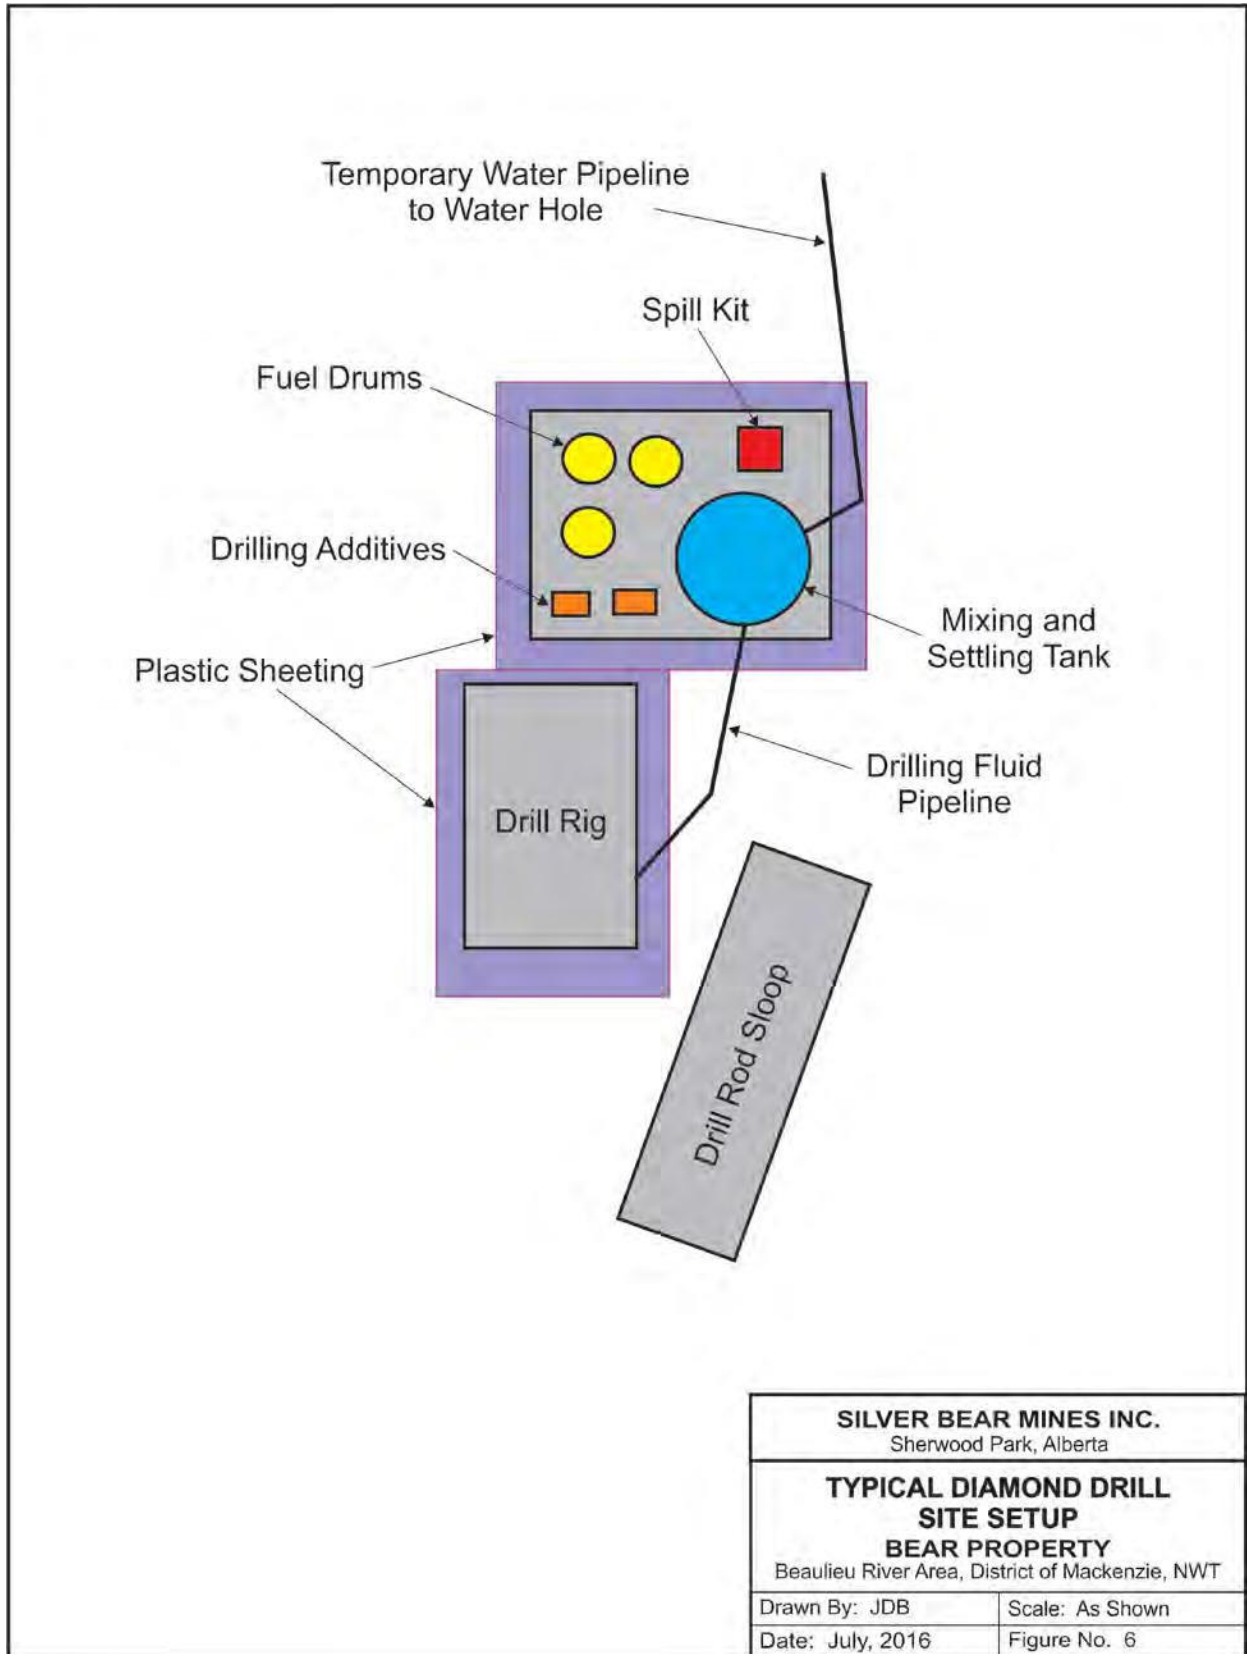 Temporary Water Pipeline
to Water Hole
Spill Kit
Fuel Drums
Drilling Additives
Mixing and
Settling Tank
Plastic Sheeting
Drilling Fluid
Pipeline
Drill Rig
Drill Rod Sloop
SILVER BEAR MINES INC.
Sherwood Park, Alberta
TYPICAL DIAMOND DRILL
SITE SETUP
BEAR PROPERTY
Beaulieu River Area, District of Mackenzie, NWT
Drawn By: JDB
Scale: As Shown
Date: July, 2016
Figure No. 6